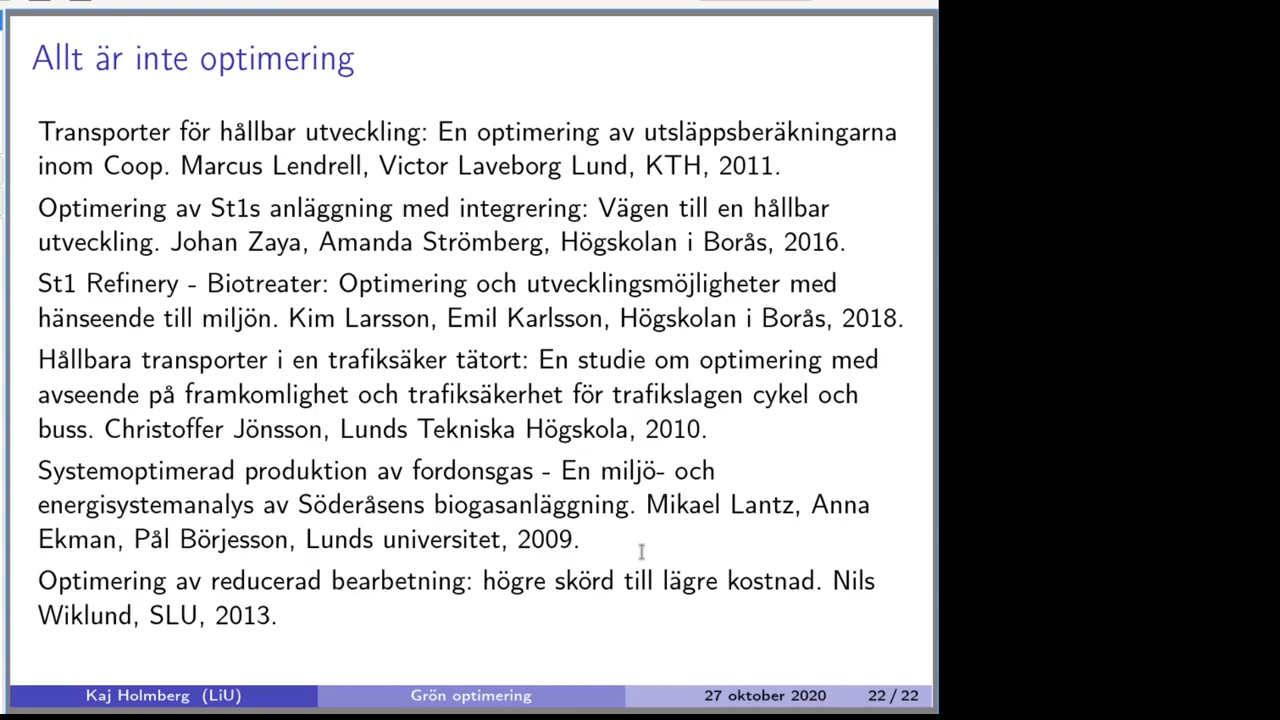 Allt är inte optimering
Transporter för hållbar utveckling: En optimering av utsläppsberäkningarna
inom Coop. Marcus Lendrell, Victor Laveborg Lund, KTH, 2011.
Optimering av St1s anläggning med integrering: Vägen till en hållbar
utveckling. Johan Zaya, Amanda Strömberg, Högskolan i Borås, 2016.
St1 Refinery - Biotreater: Optimering och utvecklingsmöjligheter med
hänseende till miljön. Kim Larsson, Emil Karlsson, Högskolan i Borås, 2018.
Hållbara transporter i en trafiksäker tätort: En studie om optimering med
avseende på framkomlighet och trafiksäkerhet för trafikslagen cykel och
buss. Christoffer Jönsson, Lunds Tekniska Högskola, 2010.
Systemoptimerad produktion av fordonsgas - En miljö- och
energisystemanalys av Söderåsens biogasanläggning. Mikael Lantz, Anna
Ekman, Pål Börjesson, Lunds universitet, 2009.
Optimering av reducerad bearbetning: högre skörd till lägre kostnad. Nils
Wiklund, SLU, 2013.
Kaj Holmberg (LiU) Grön optimering 27 oktober 2020 22 / 22